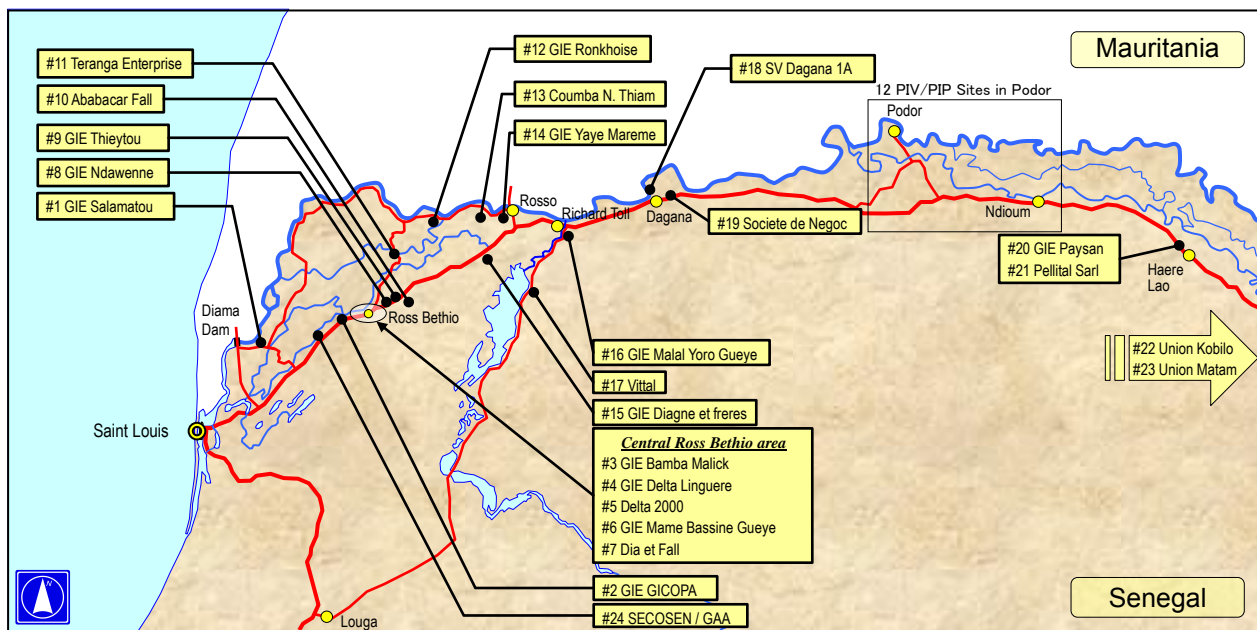 Mauritania
#11 Teranga Enterprise
#10 Ababacar Fall
#9 GIE Thieytou
#8 GIE Ndawenne
#1 GIE Salamatou
#12 GIE Ronkhoise
#13 Coumba N. Thiam
#14 GIE Yaye Mareme
#18 SV Dagana 1A
12 PIV/PIP Sites in Podor
Podor
Rosso
Richard Toll
Dagana
#19 Societe de Negoc
Ndioum
#20 GIE Paysan
#21 Pellital Sarl
Haere
Lao
Diama
Dam
Ross Bethio
#16 GIE Malal Yoro Gueye
#17 Vittal
#15 GIE Diagne et freres
#22 Union Kobilo
#23 Union Matam
Saint Louis
Central Ross Bethio area
#3 GIE Bamba Malick
#4 GIE Delta Linguere
#5 Delta 2000
#6 GIE Mame Bassine Gueye
#7 Dia et Fall
#2 GIE GICOPA
#24 SECOSEN / GAA
N
Louga
Senegal